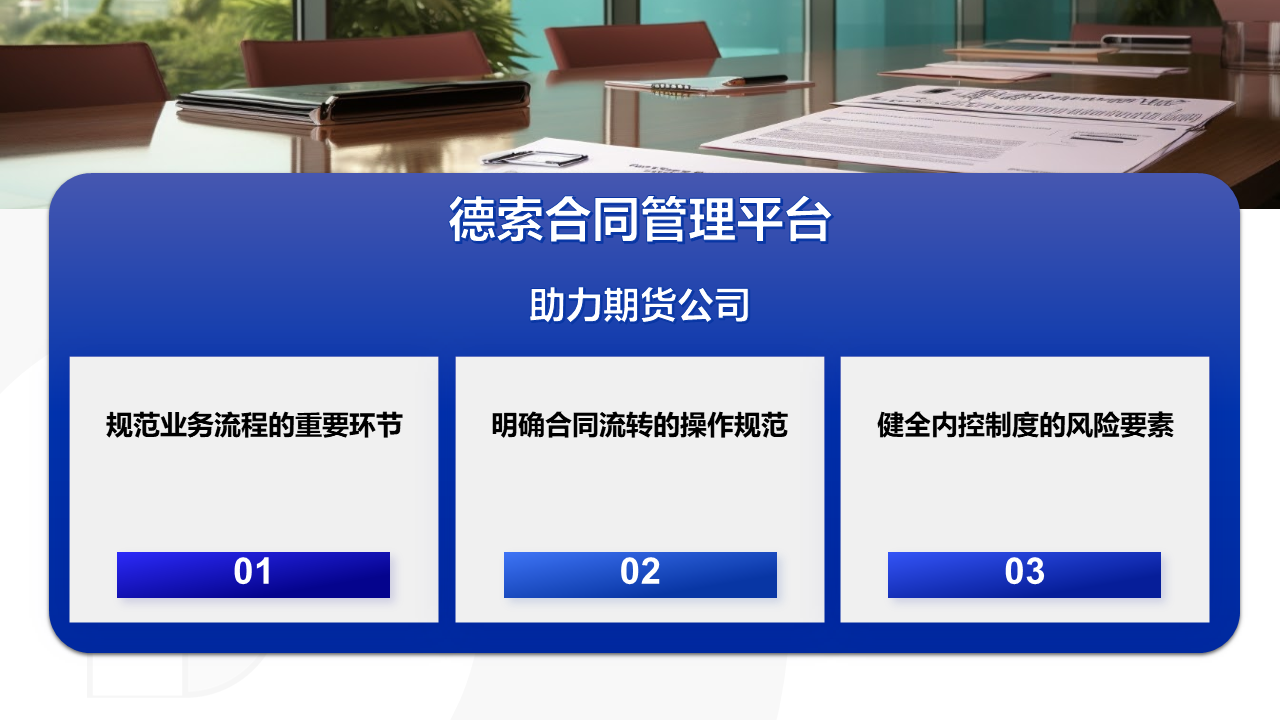 德索合同管理平台
助力期货公司
规范业务流程的重要环节
明确合同流转的操作规范
健全内控制度的风险要素
01
02
03